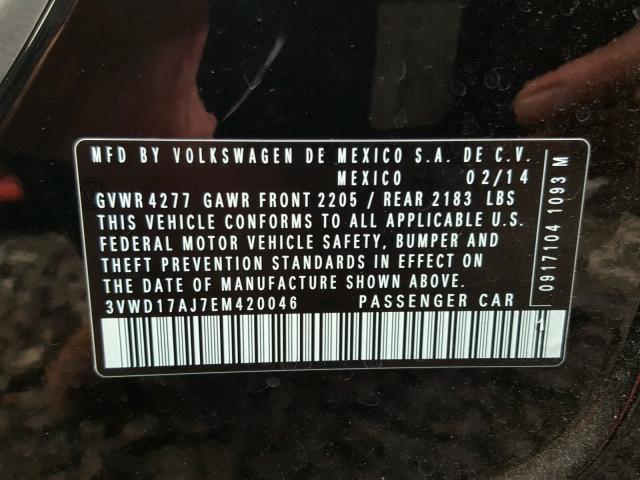 MFD BY VOLKSWAGEN DE MEXICO S.A. DE C.V.
MEXICO 02/14
GVWR 4277 GAWR FRONT 2205 / REAR 2183 LBS
THIS VEHICLE CONFORMS TO ALL APPLICABLE U.S.
FEDERAL MOTOR VEHICLE SAFETY, BUMPER AND
THEFT PREVENTION STANDARDS IN EFFECT ON
THE DATE OF MANUFACTURE SHOWN ABOVE.
3VWD17AJ7EM420046 PASSENGER CAR
1
0917104 1093 M